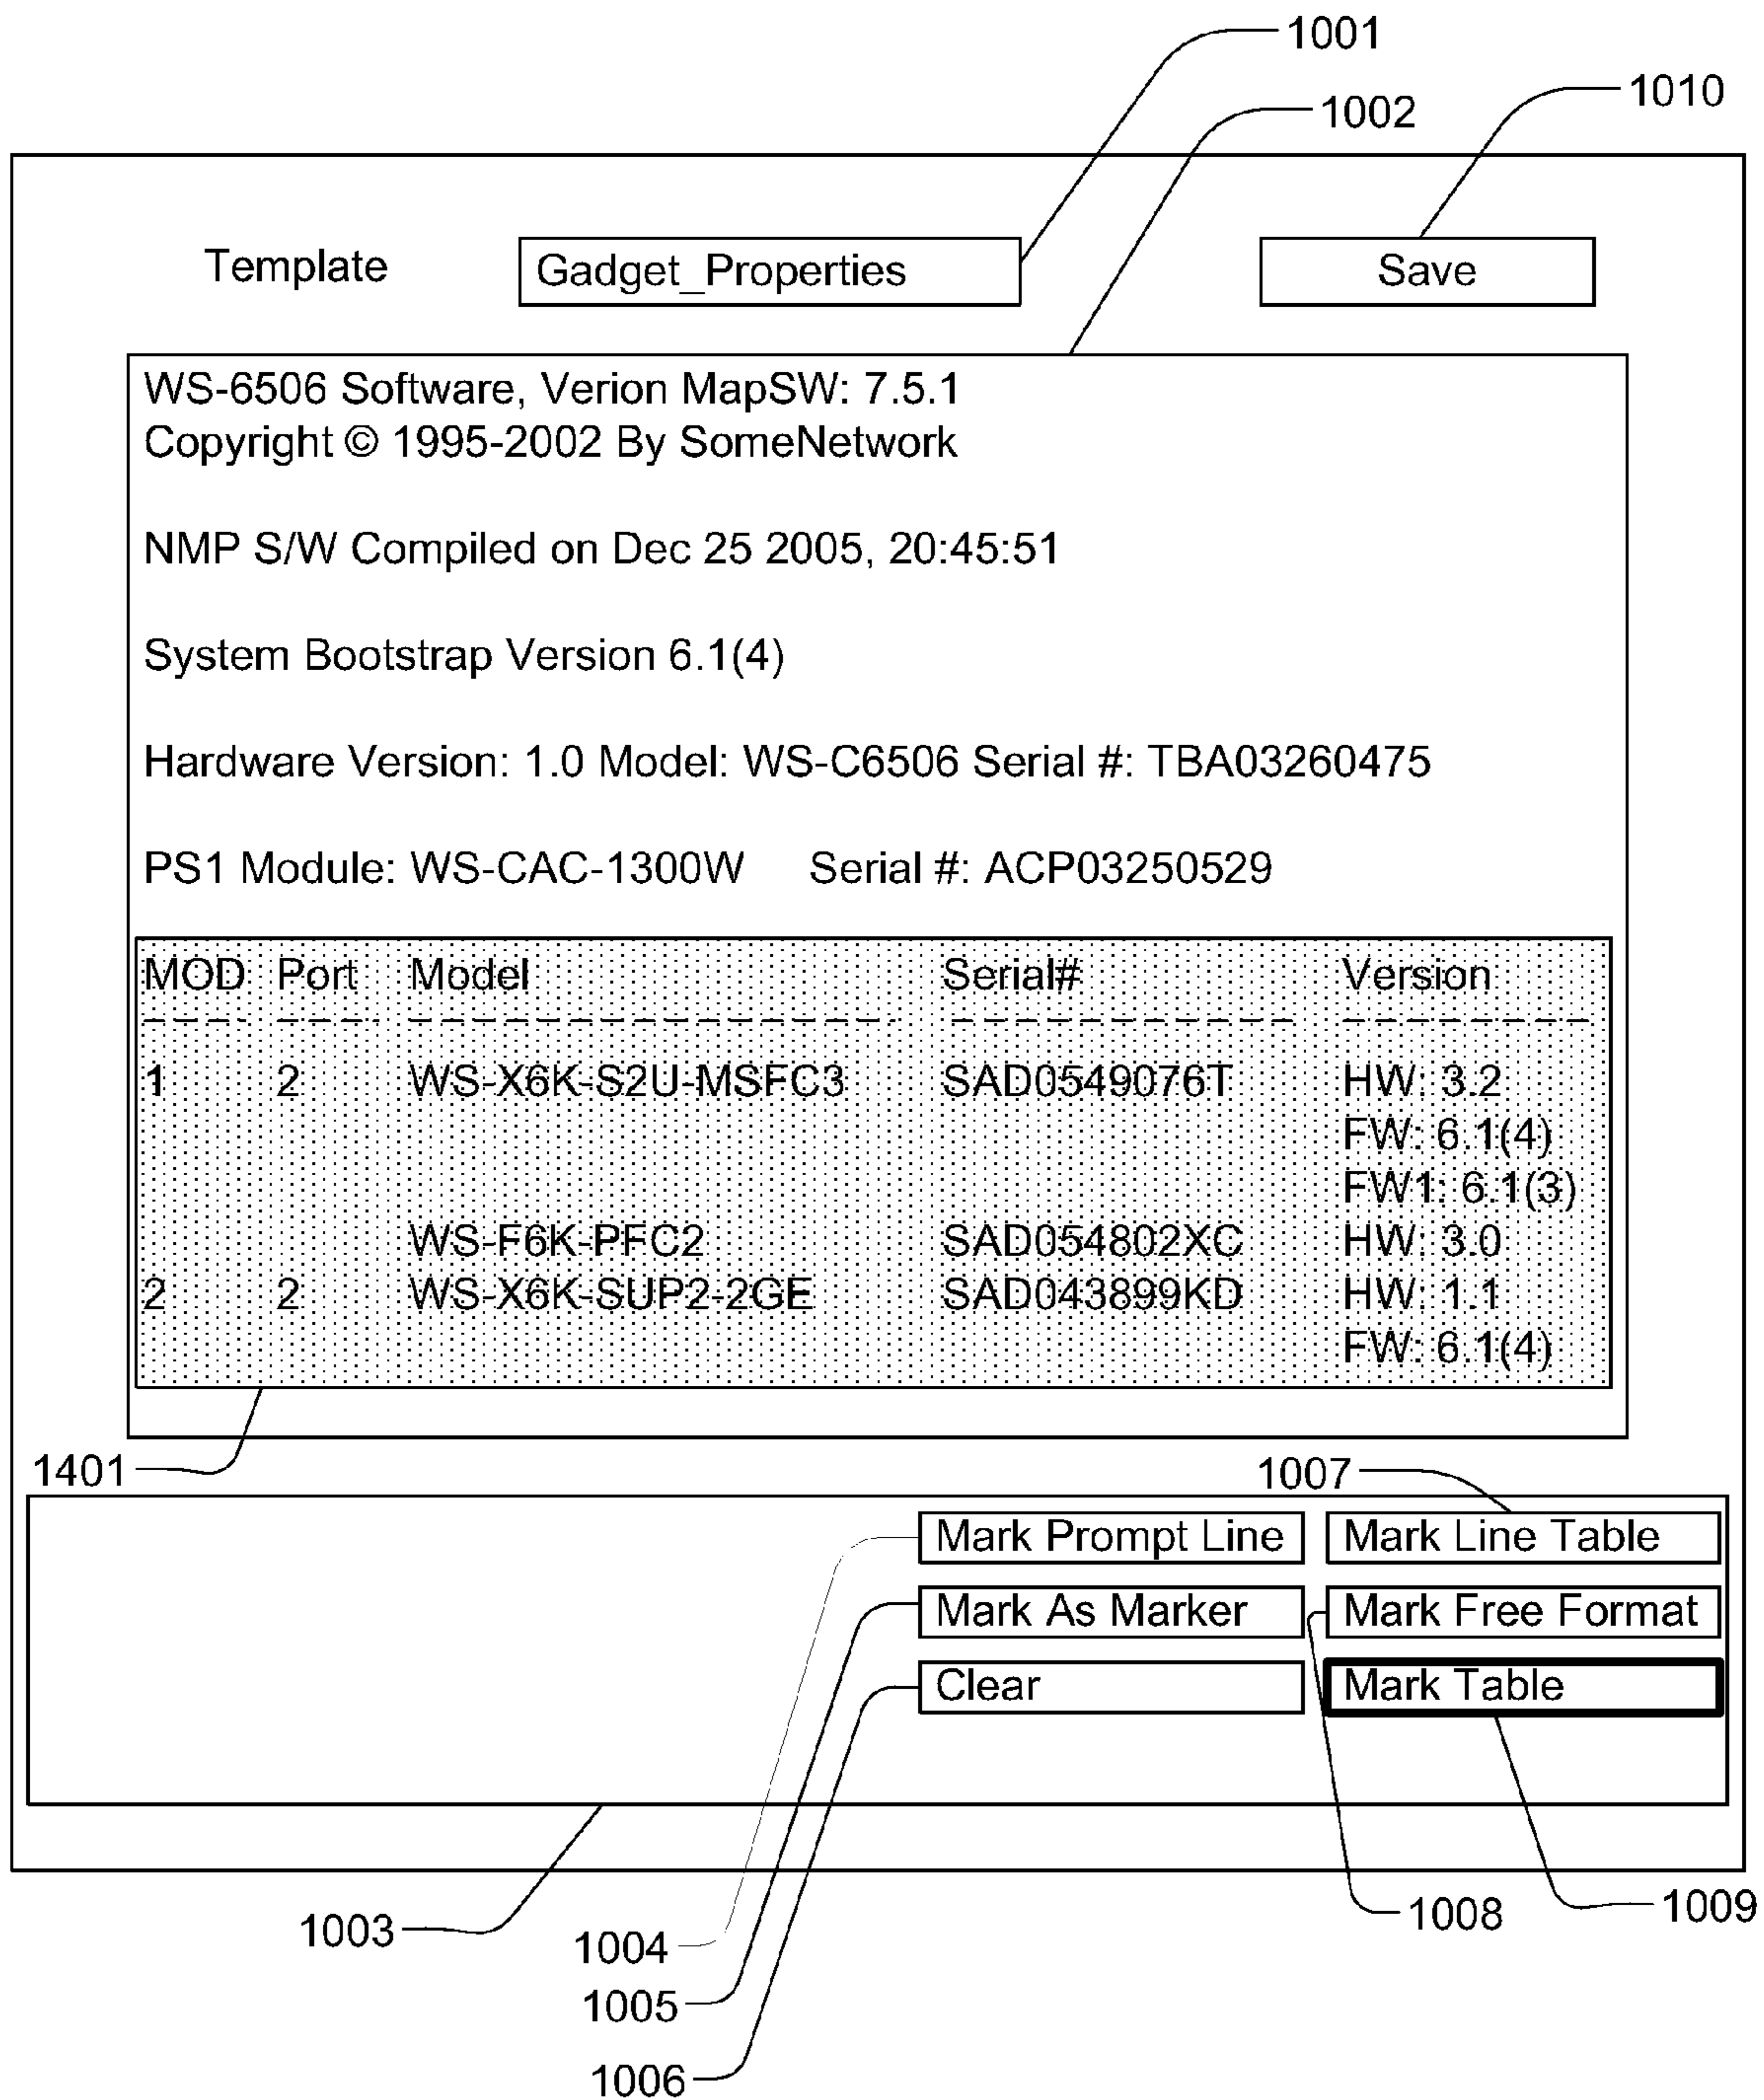 1001
1002
1010
Template
Gadget_Properties
Save
WS-6506 Software, Verion MapSW: 7.5.1
Copyright © 1995-2002 By SomeNetwork
NMP S/W Compiled on Dec 25 2005, 20:45:51
System Bootstrap Version 6.1(4)
Hardware Version: 1.0 Model: WS-C6506 Serial #: TBA03260475
PS1 Module: WS-CAC-1300W Serial #: ACP03250529
MOD Port Model Serial# Version
1 2 WS-X6K-S2U-MSFC3 SAD0549076T HW: 3.2
FW: 6.1(4)
FW1: 6.1(3)
WS-F6K-PFC2 SAD054802XC HW: 3.0
2 2 WS-X6K-SUP2-2GE SAD043899KD HW: 1.1
FW: 6.1(4)
1401
1007
Mark Prompt Line Mark Line Table
Mark As Marker Mark Free Format
Clear Mark Table
1003
1004
1005
1006
1008
1009